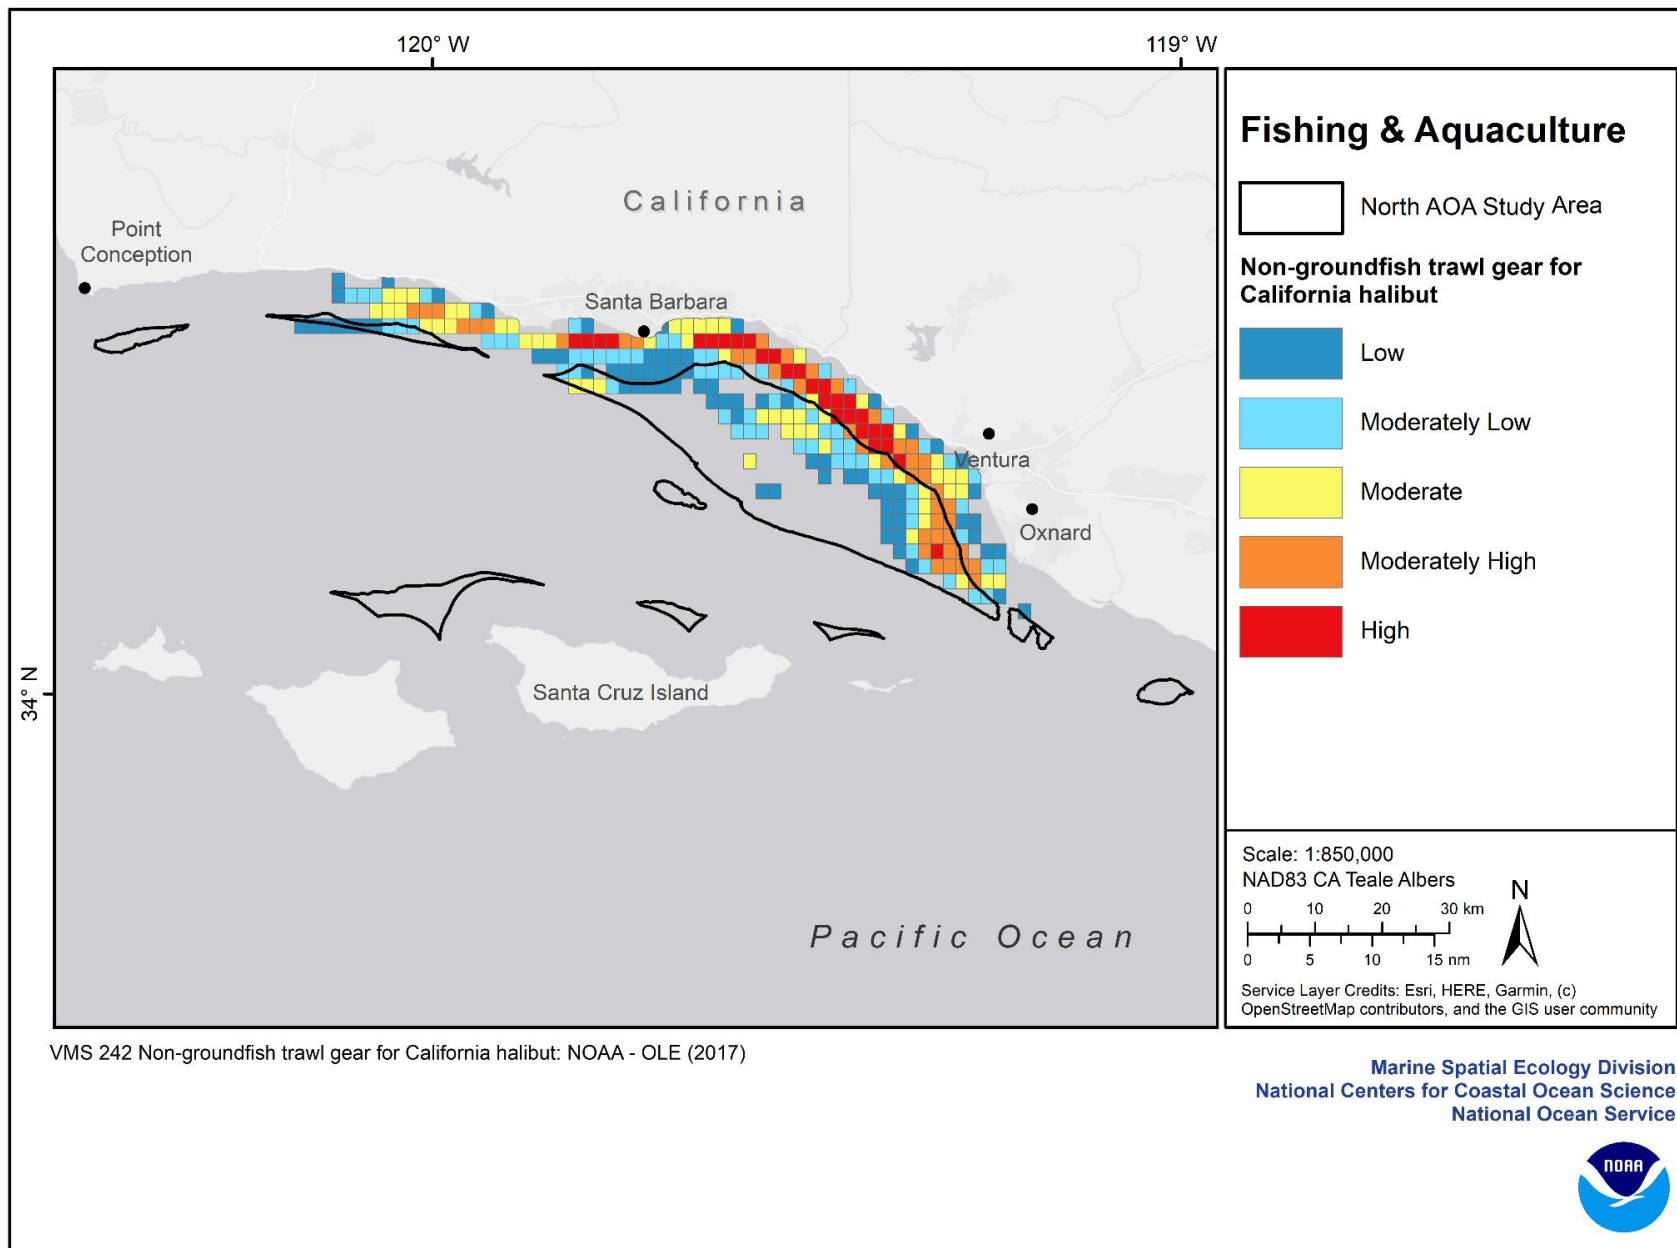 120° W
119° W
Point
Conception
California
Santa Barbara
Ventura
Oxnard
Santa Cruz Island
34° N
Pacific Ocean
Fishing & Aquaculture
North AOA Study Area
Non-groundfish trawl gear for
California halibut
Low
Moderately Low
Moderate
Moderately High
High
Scale: 1:850,000
NAD83 CA Teale Albers
0 10 20 30 km
0 5 10 15 nm
N
Service Layer Credits: Esri, HERE, Garmin, (c)
OpenStreetMap contributors, and the GIS user community
VMS 242 Non-groundfish trawl gear for California halibut: NOAA - OLE (2017)
Marine Spatial Ecology Division
National Centers for Coastal Ocean Science
National Ocean Service
NOAA